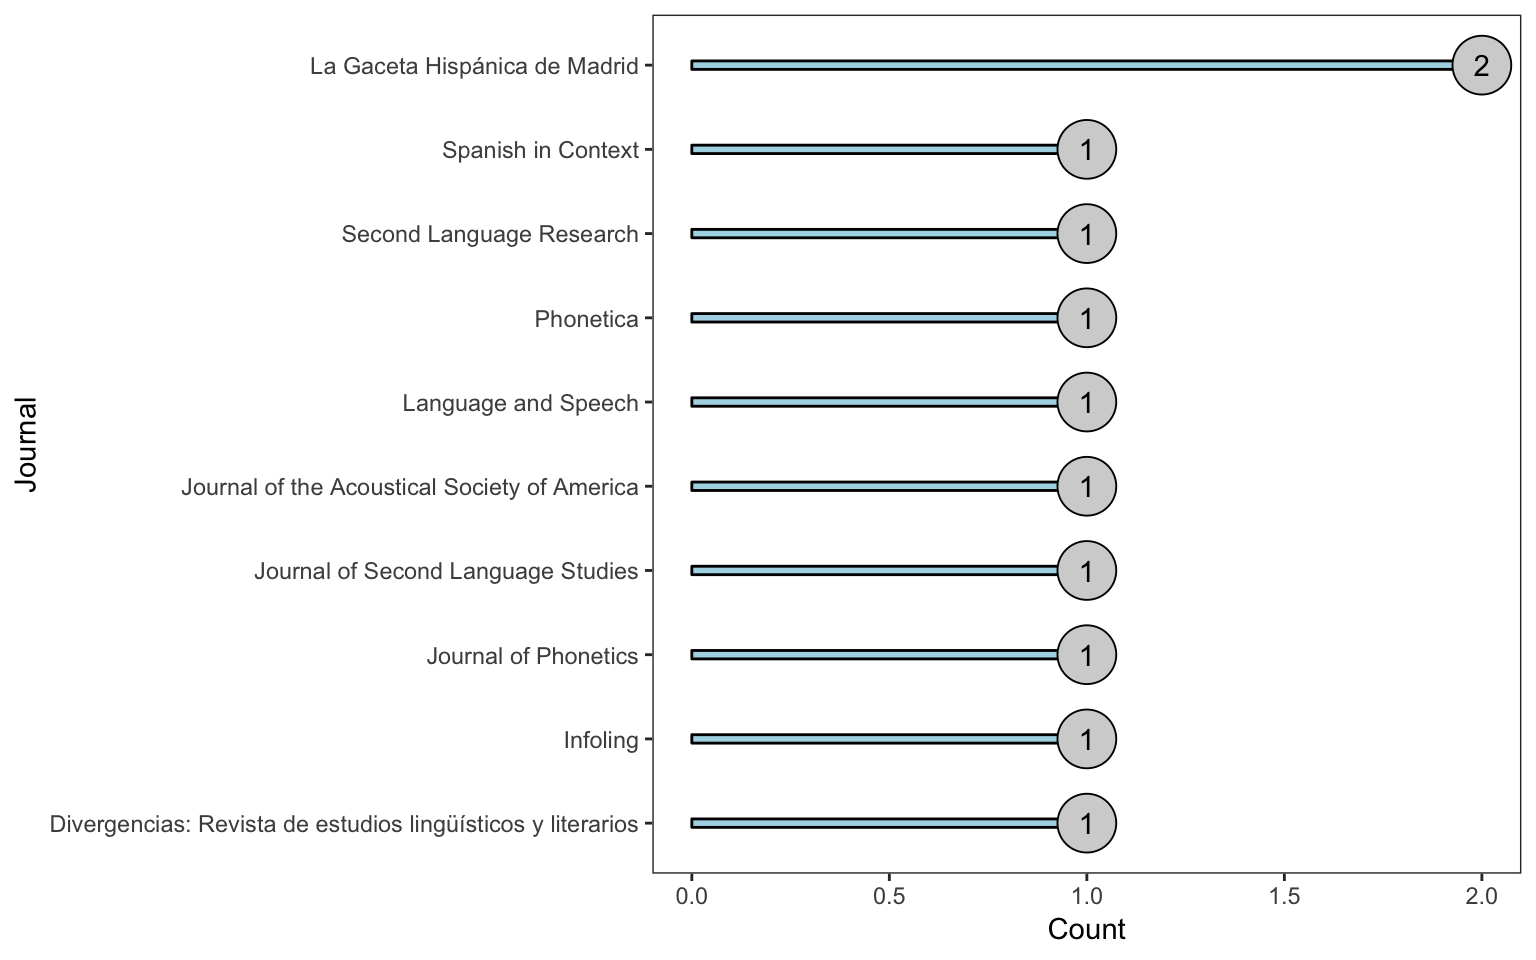 La Gaceta Hispánica de Madrid
2
Spanish in Context
1
Second Language Research
1
Phonetica
1
Language and Speech
1
Journal of the Acoustical Society of America
1
Journal of Second Language Studies
1
Journal of Phonetics
1
Infoling
1
Divergencias: Revista de estudios lingüísticos y literarios
1
Journal
0.0 0.5 1.0 1.5 2.0
Count